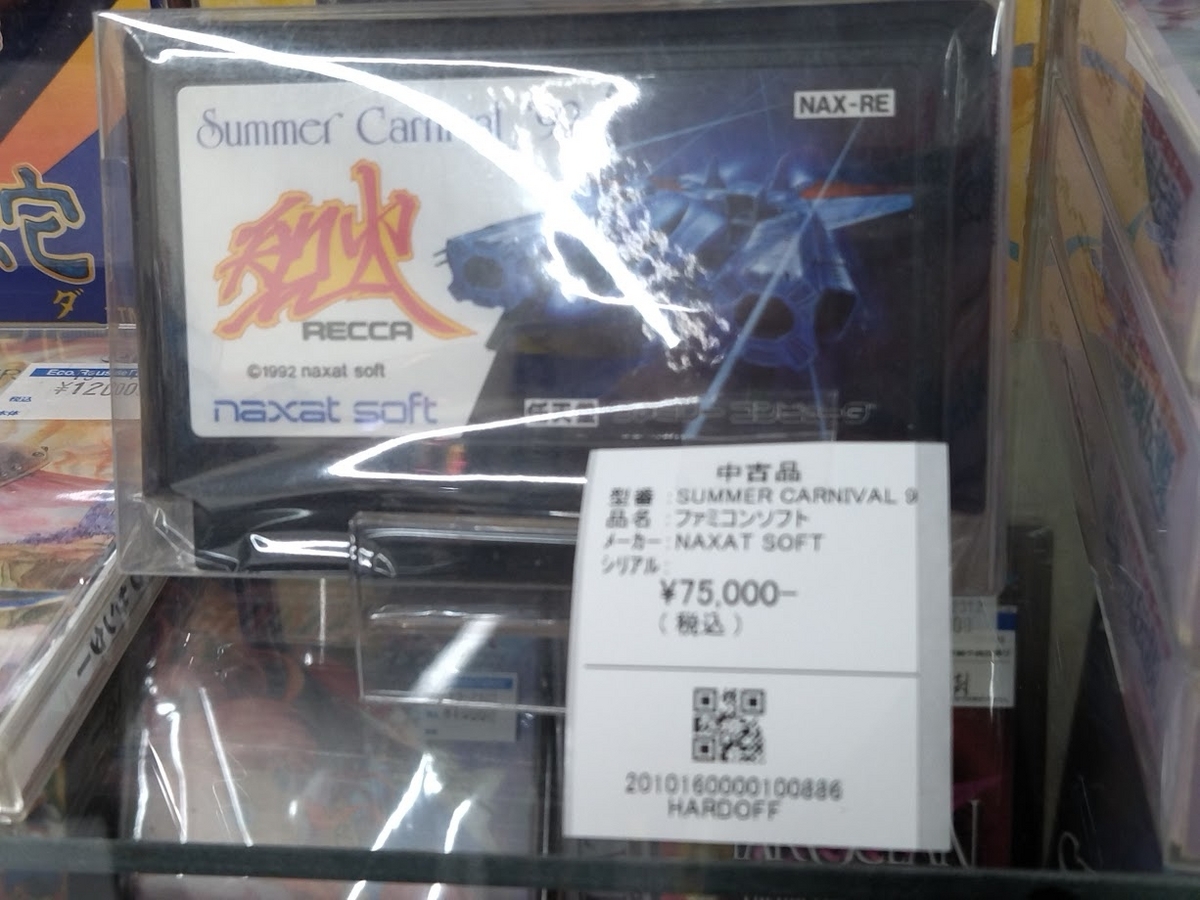 Summer Carnival '92
NAX-RE
烈火
RECCA
©1992 naxat soft
naxat soft
蛇
ダ
中古品
型番 : SUMMER CARNIVAL 9
品名 : ファミコンソフト
メーカー : NAXAT SOFT
シリアル :
¥75,000-
(税込)
2010160000100886
HARDOFF